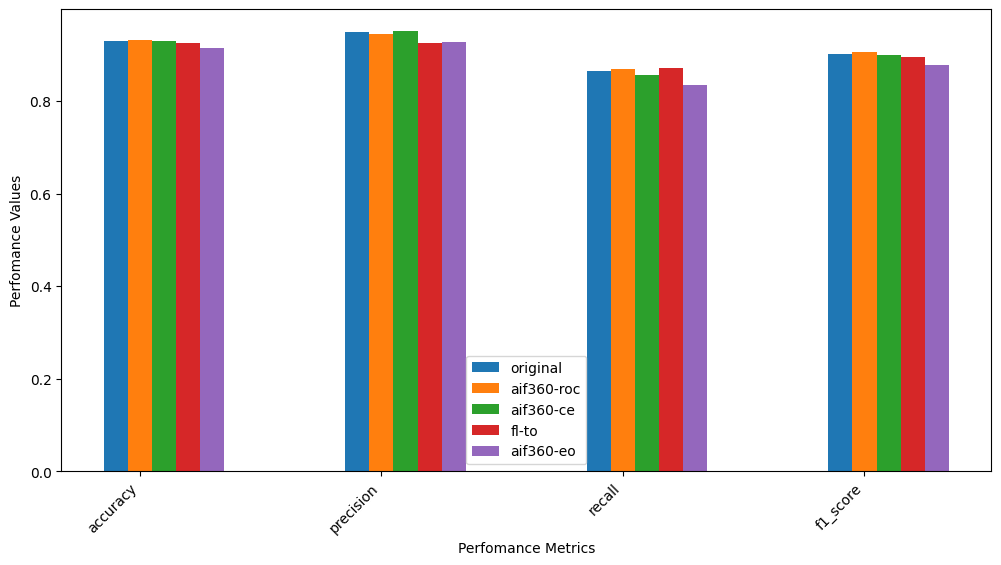 Perfomance Values
0.8
0.6
0.4
0.2
0.0
original
aif360-roc
aif360-ce
fl-to
aif360-eo
accuracy
precision
recall
f1_score
Perfomance Metrics